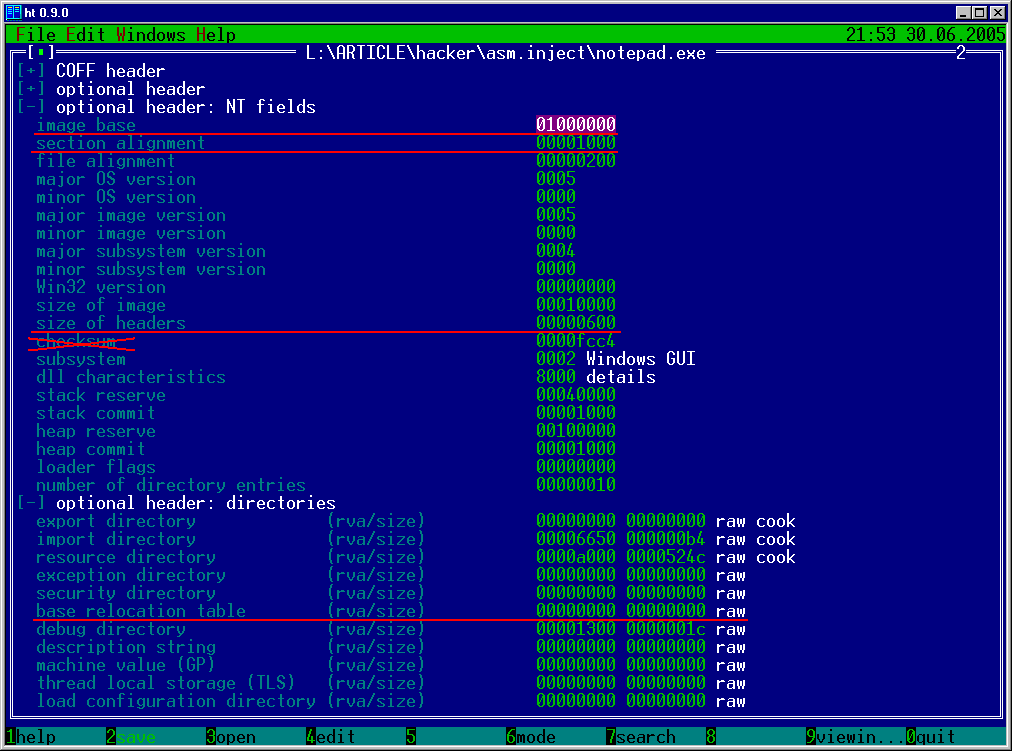 ht 0.9.0
File Edit Windows Help 21:53 30.06.2005
[▪] L:\ARTICLE\hacker\asm.inject\notepad.exe 2
[+] COFF header
[+] optional header
[-] optional header: NT fields
image base 01000000
section alignment 00001000
file alignment 00000200
major OS version 0005
minor OS version 0000
major image version 0005
minor image version 0000
major subsystem version 0004
minor subsystem version 0000
Win32 version 00000000
size of image 00010000
size of headers 00000600
checksum 0000fcc4
subsystem 0002 Windows GUI
dll characteristics 8000 details
stack reserve 00040000
stack commit 00001000
heap reserve 00100000
heap commit 00001000
loader flags 00000000
number of directory entries 00000010
[-] optional header: directories
export directory (rva/size) 00000000 00000000 raw cook
import directory (rva/size) 00006650 000000b4 raw cook
resource directory (rva/size) 0000a000 0000524c raw cook
exception directory (rva/size) 00000000 00000000 raw
security directory (rva/size) 00000000 00000000 raw
base relocation table (rva/size) 00000000 00000000 raw
debug directory (rva/size) 00001300 0000001c raw
description string (rva/size) 00000000 00000000 raw
machine value (GP) (rva/size) 00000000 00000000 raw
thread local storage (TLS) (rva/size) 00000000 00000000 raw
load configuration directory (rva/size) 00000000 00000000 raw
1help 2save 3open 4edit 5 6mode 7search 8 9viewin... 0quit